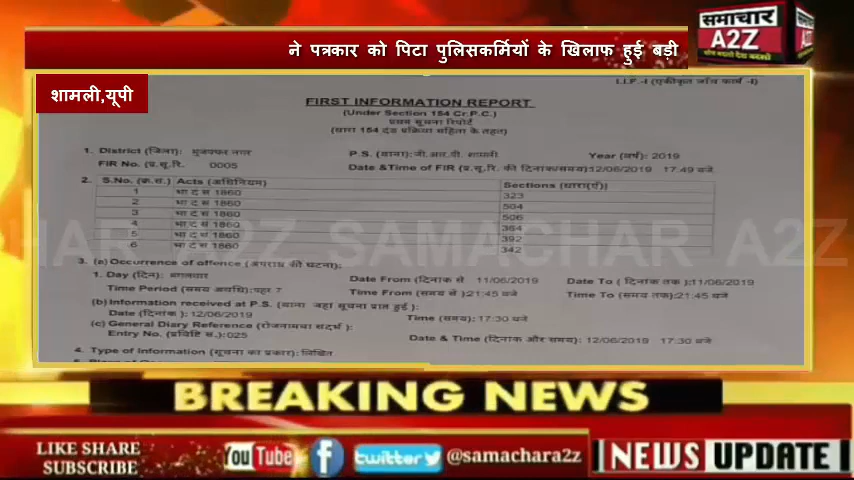 ने पत्रकार को पिटा पुलिसकर्मियों के खिलाफ हुई बड़ी
समाचार
A2Z
शामली,यूपी
I.I.F.-I (एकीकृत जाँच फार्म -I)
FIRST INFORMATION REPORT
(Under Section 154 Cr.P.C.)
प्रथम सूचना रिपोर्ट
(धारा 154 दंड प्रक्रिया संहिता के तहत)
1. District (जिला): मुजफ्फर नगर P.S. (थाना): जी.आर.पी. शामली Year (वर्ष): 2019
FIR No. (प्र.सू.रि. 0005 Date &Time of FIR (प्र.सू.रि. की दिनांक/समय):12/06/2019 17:49 बजे
2. S.No. (क्र.सं.) Acts (अधिनियम) Sections (धारा(एँ))
1 भा दं सं 1860 323
2 भा दं सं 1860 504
3 भा दं सं 1860 506
4 भा दं सं 1860 364
5 भा दं सं 1860 392
6 भा दं सं 1860 342
SAMACHAR A2Z
3. (a) Occurrence of offence (अपराध की घटना):
1. Day (दिन): मंगलवार Date From (दिनांक से 11/06/2019 Date To ( दिनांक तक ):11/06/2019
Time Period (समय अवधि): पहर 7 Time From (समय से ):21:45 बजे Time To (समय तक):21:45 बजे
(b) Information received at P.S. (थाना जहां सूचना प्राप्त हुई ):
Date (दिनांक ): 12/06/2019 Time (समय): 17:30 बजे
(c) General Diary Reference (रोजनामचा संदर्भ ):
Entry No. (प्रविष्टि सं.): 025 Date & Time (दिनांक और समय): 12/06/2019 17:30 बजे
4. Type of Information (सूचना का प्रकार): लिखित
BREAKING NEWS
LIKE SHARE
SUBSCRIBE
YouTube f twitter @samachara2z
NEWS UPDATE